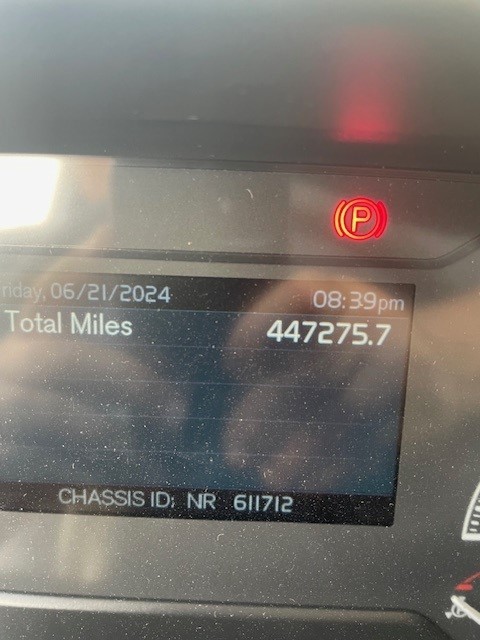 P
riday, 06/21/2024 08:39pm
Total Miles 447275.7
CHASSIS ID: NR 611712